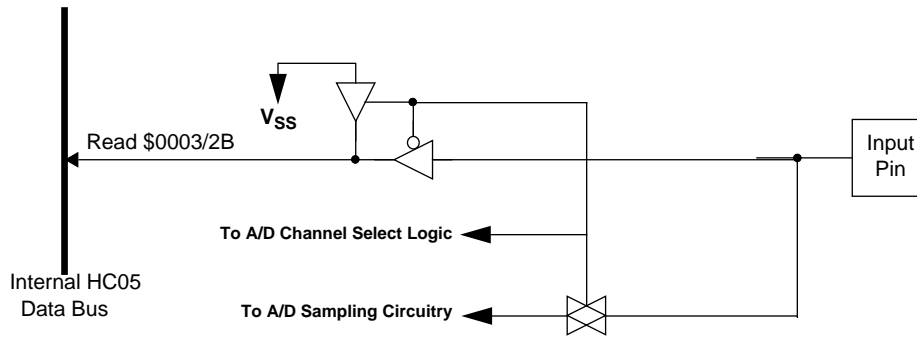 VSS
Read $0003/2B
Input
Pin
To A/D Channel Select Logic
Internal HC05
Data Bus
To A/D Sampling Circuitry